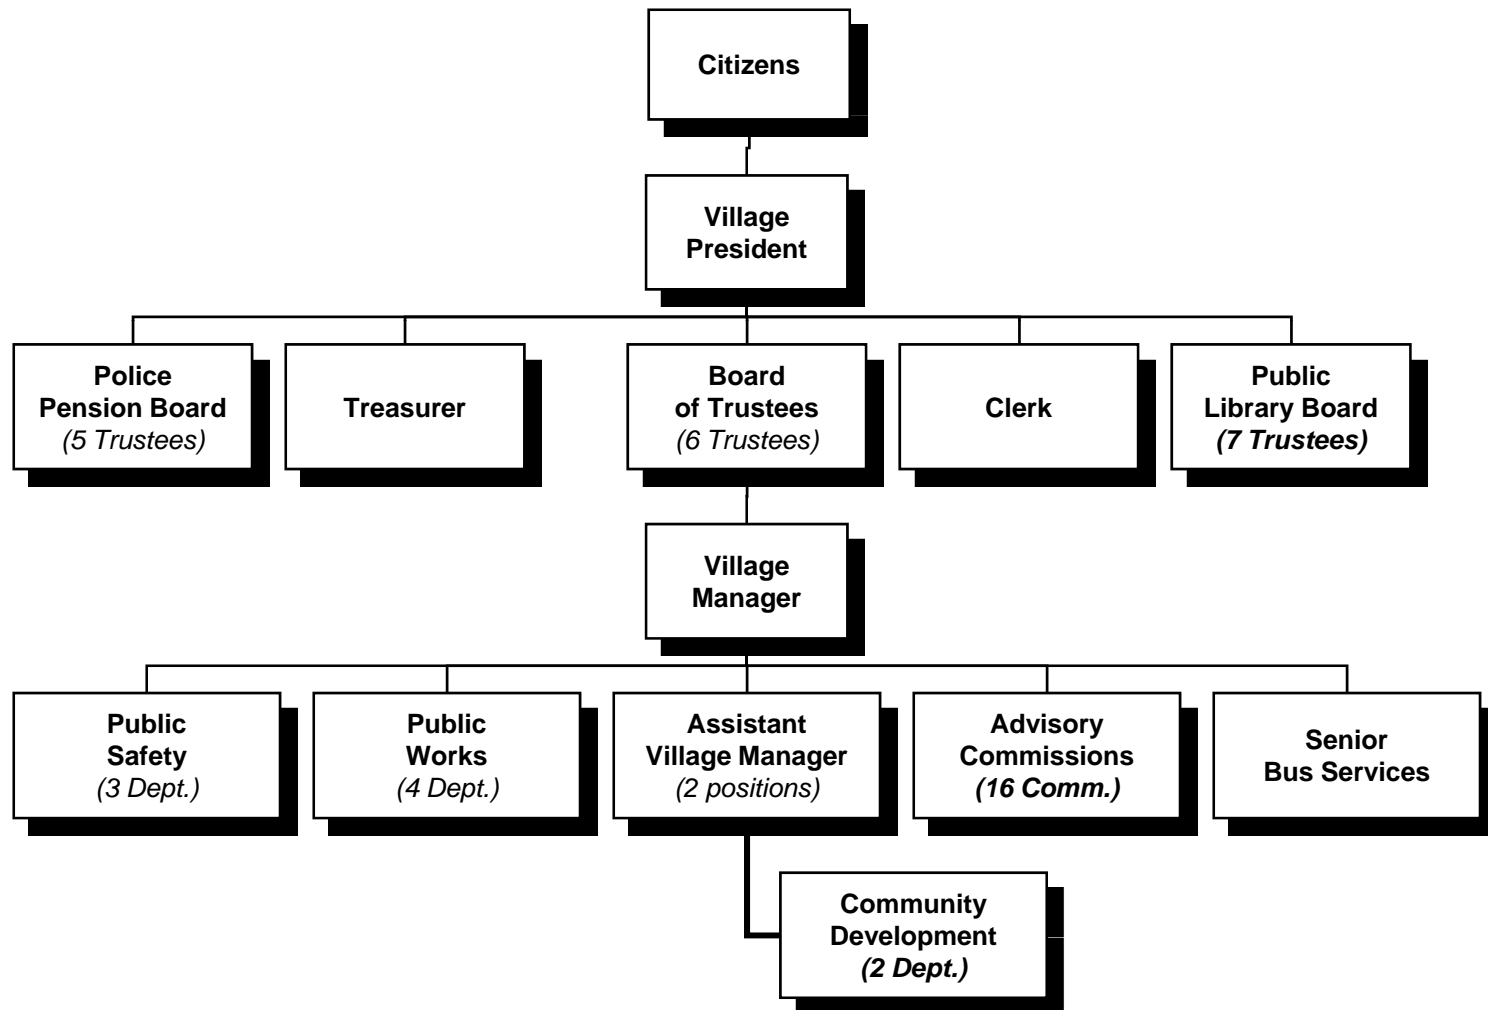 Citizens
Village
President
Police
Pension Board
(5 Trustees)
Treasurer
Board
of Trustees
(6 Trustees)
Clerk
Public
Library Board
(7 Trustees)
Village
Manager
Public
Safety
(3 Dept.)
Public
Works
(4 Dept.)
Assistant
Village Manager
(2 positions)
Advisory
Commissions
(16 Comm.)
Senior
Bus Services
Community
Development
(2 Dept.)